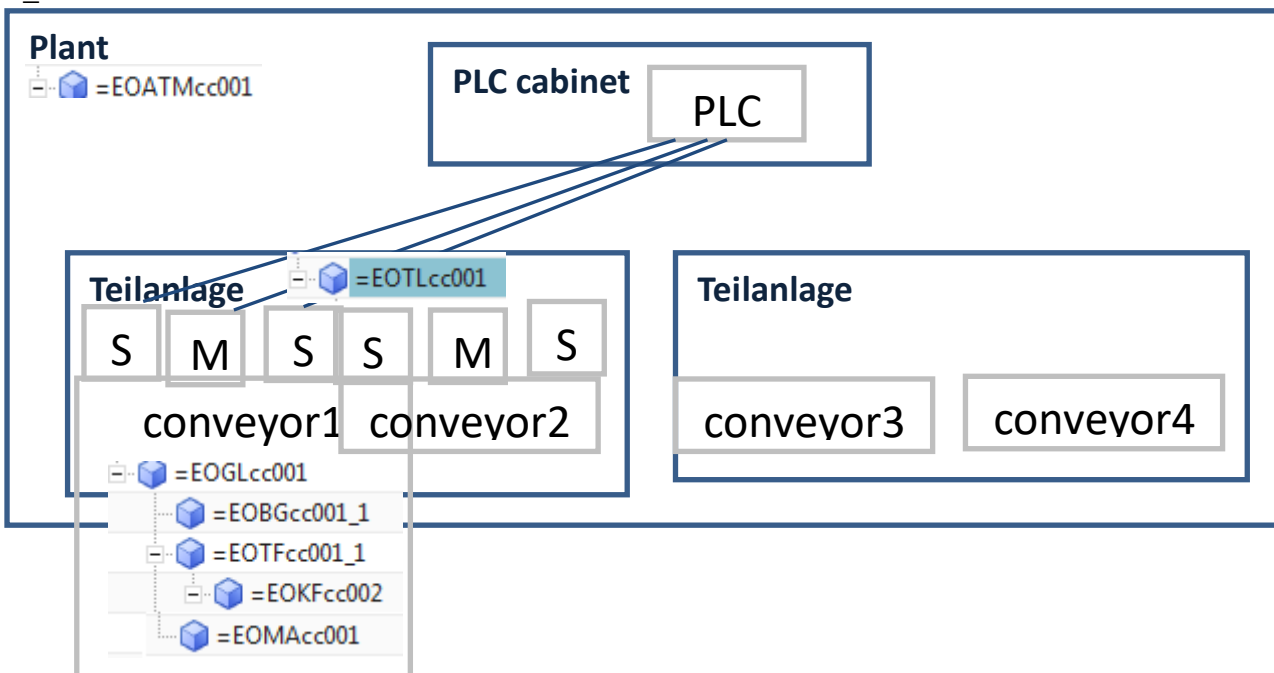 Plant
=EOATMcc001
PLC cabinet
PLC
Teilanlage
=EOTLcc001
Teilanlage
S
M
S
S
M
S
conveyor1
conveyor2
conveyor3
conveyor4
=EOGLcc001
=EOBGcc001_1
=EOTFcc001_1
=EOKFcc002
=EOMAcc001